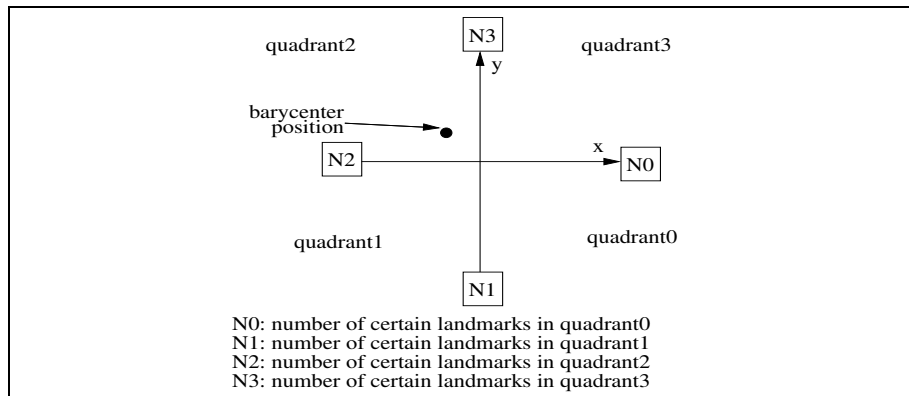 N3
quadrant2
quadrant3
y
barycenter
position
x
N2
N0
quadrant1
quadrant0
N1
N0: number of certain landmarks in quadrant0
N1: number of certain landmarks in quadrant1
N2: number of certain landmarks in quadrant2
N3: number of certain landmarks in quadrant3